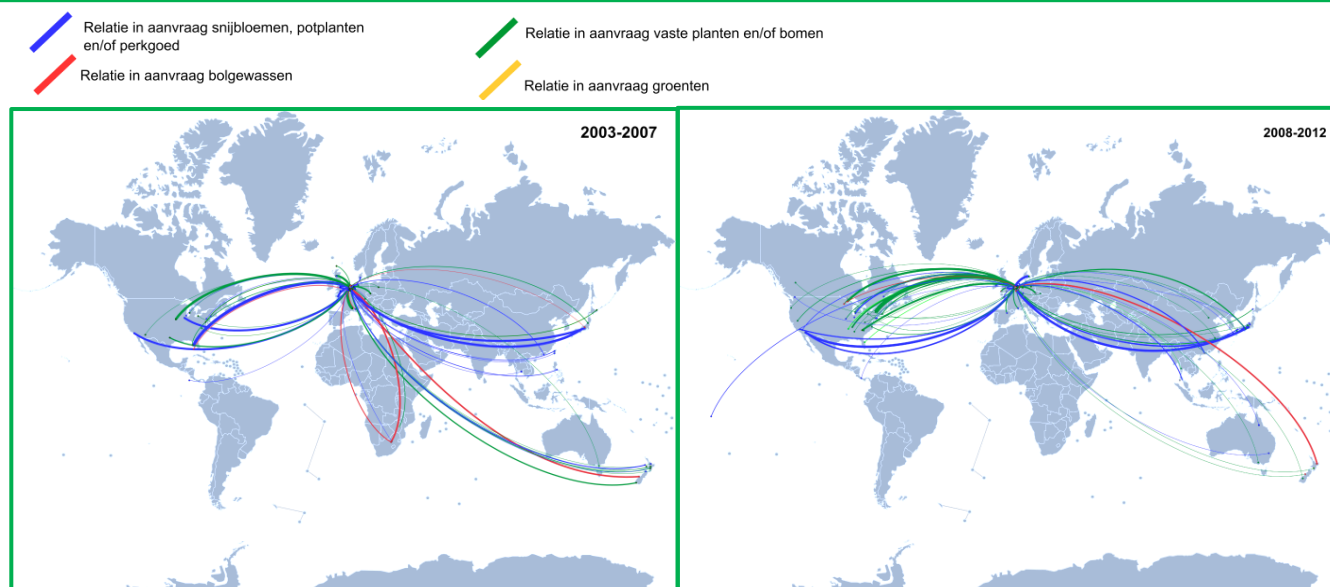 Relatie in aanvraag snijbloemen, potplanten
en/of perkgoed
Relatie in aanvraag vaste planten en/of bomen
Relatie in aanvraag bolgewassen
Relatie in aanvraag groenten
2003-2007
2008-2012